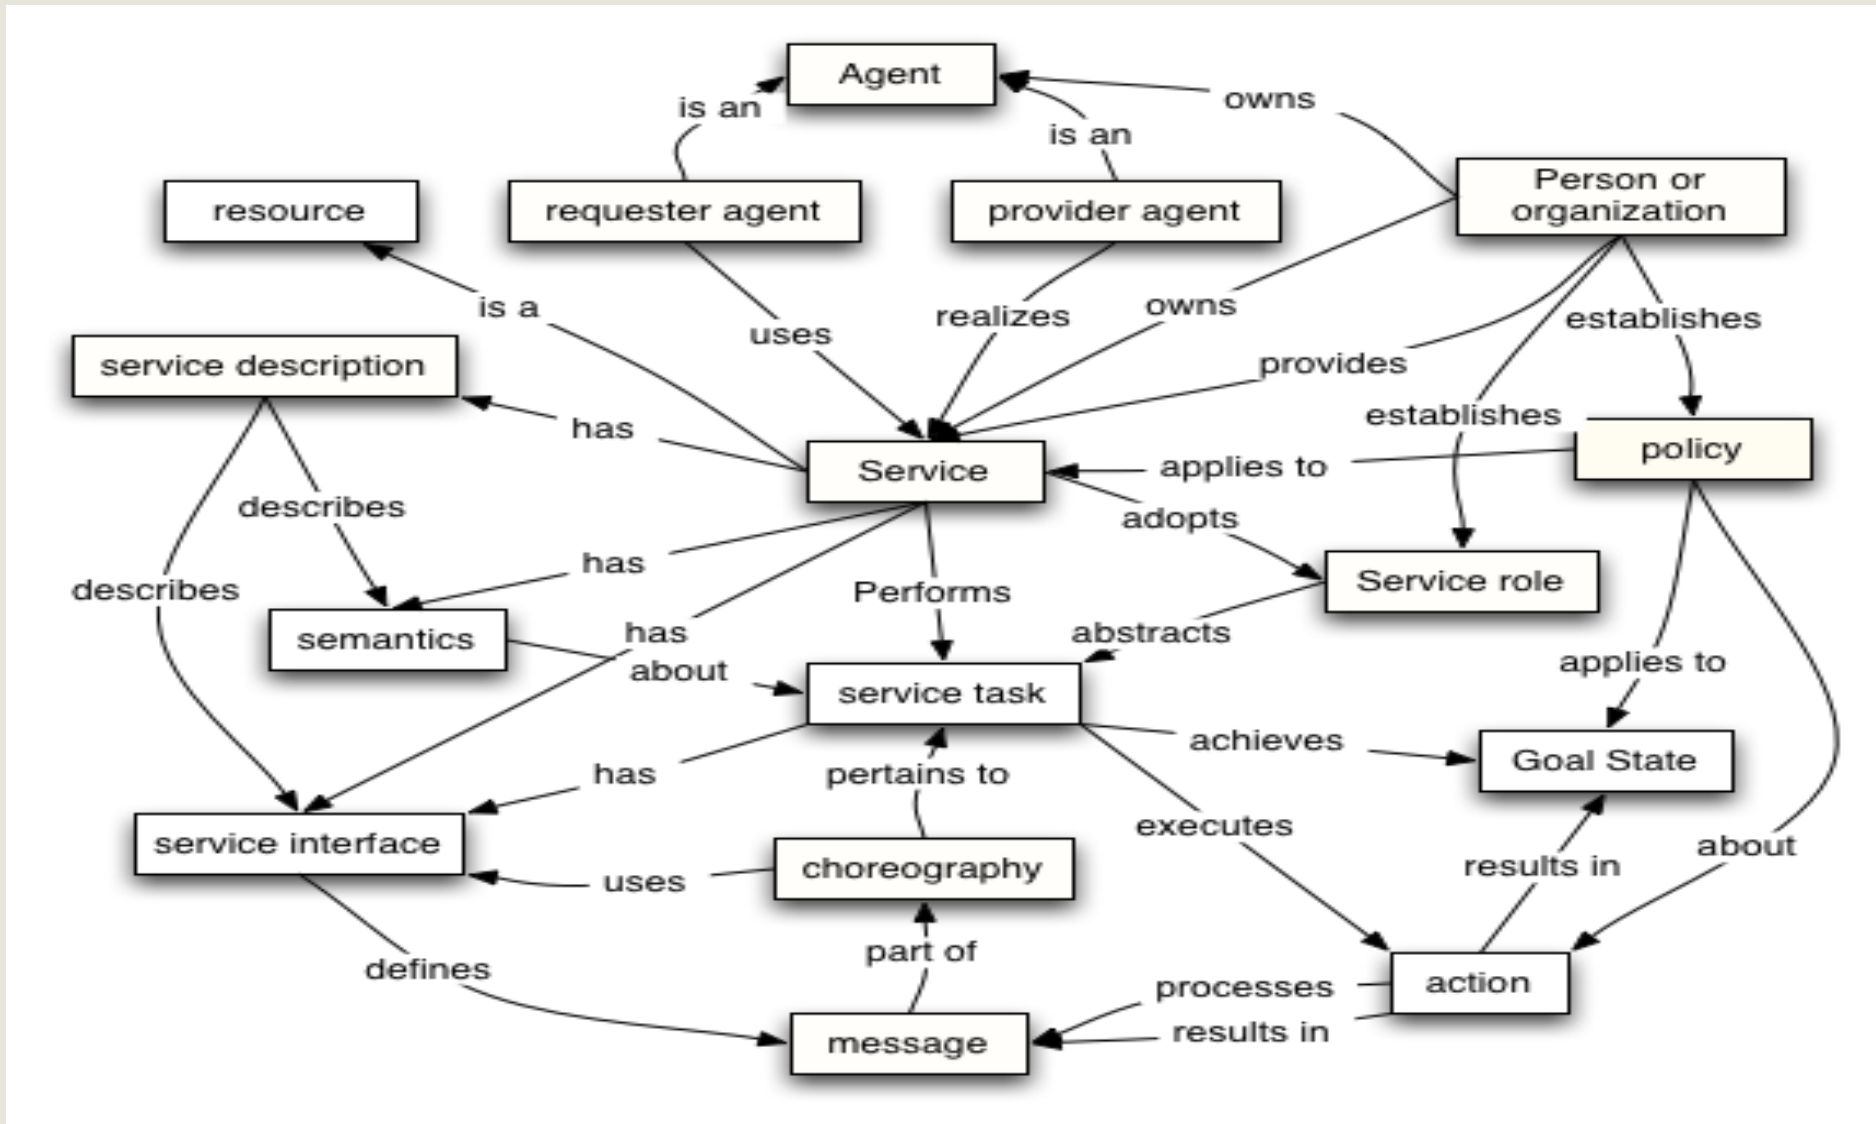 Agent
owns
is an
is an
Person or
organization
resource
requester agent
provider agent
is a
uses
realizes
owns
establishes
service description
provides
has
establishes
Service
applies to
policy
describes
adopts
has
Performs
Service role
describes
semantics
has
abstracts
about
applies to
service task
achieves
Goal State
has
pertains to
executes
service interface
choreography
results in
about
uses
part of
defines
processes
action
results in
message